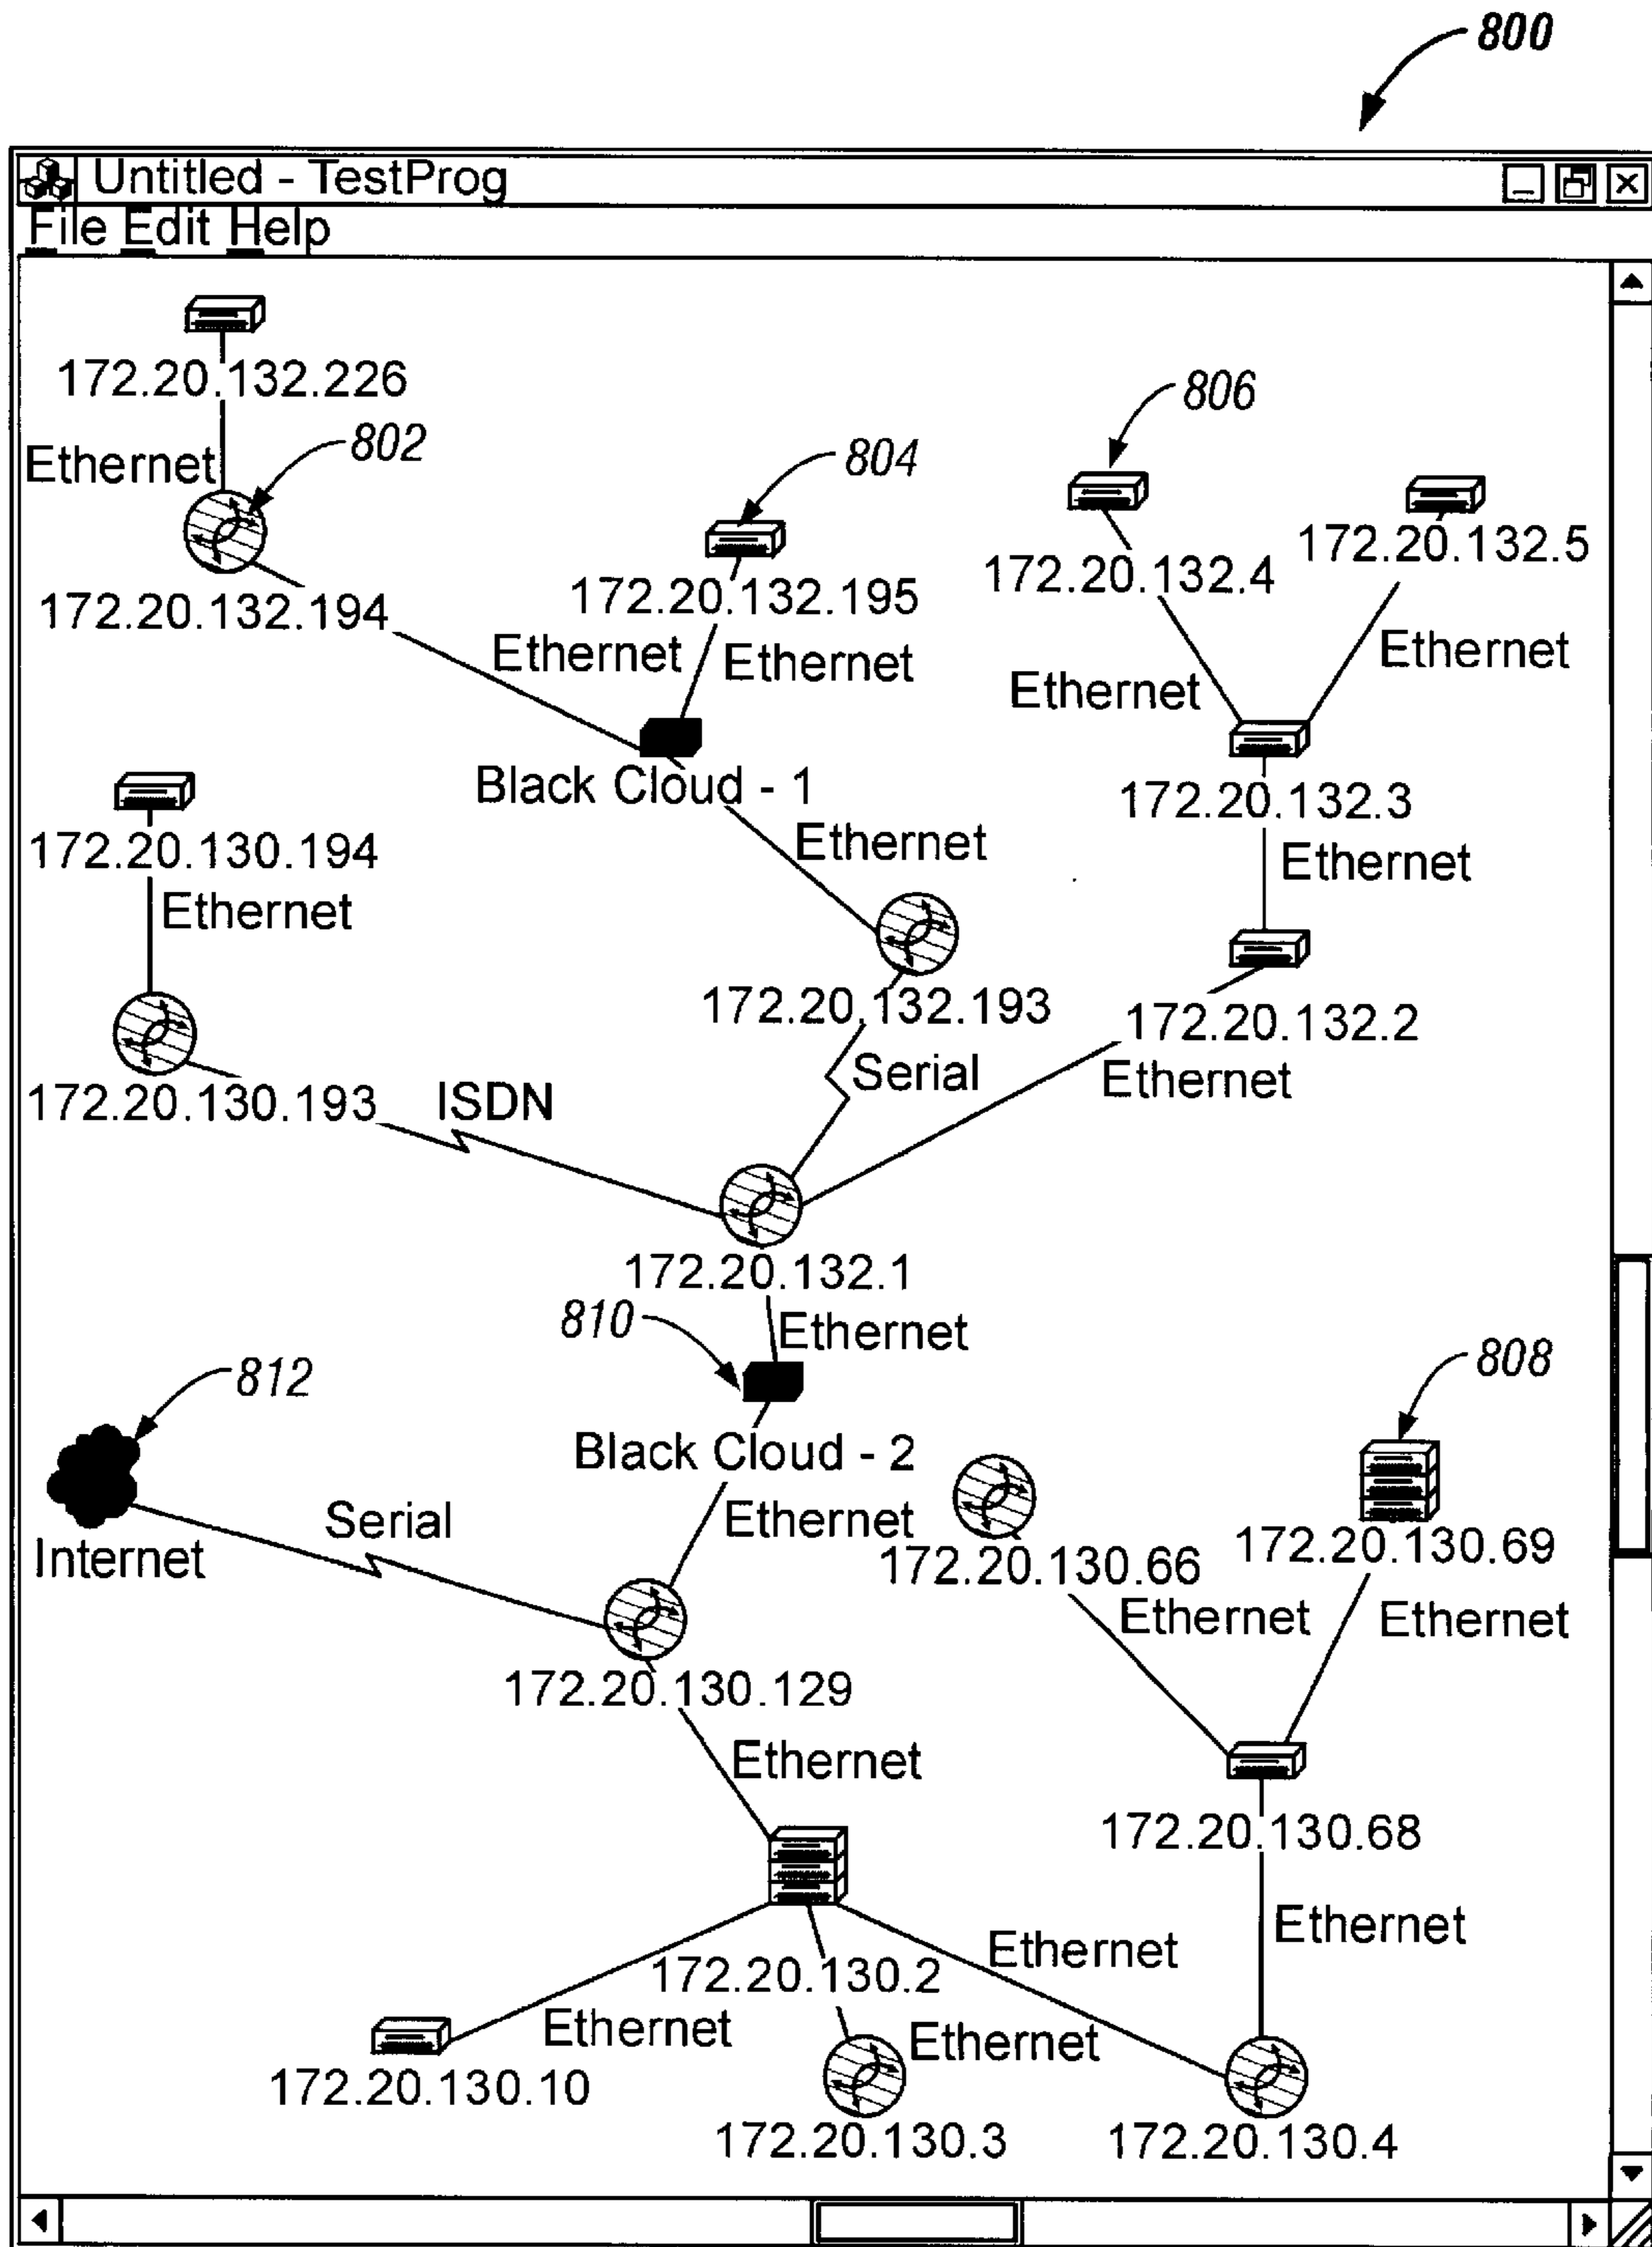 800
Untitled - TestProg
File Edit Help
172.20.132.226
Ethernet
802
804
806
172.20.132.194
172.20.132.195
172.20.132.4
172.20.132.5
Ethernet
Ethernet
Ethernet
Ethernet
Black Cloud - 1
172.20.132.3
172.20.130.194
Ethernet
Ethernet
Ethernet
172.20.132.193
172.20.132.2
Serial
Ethernet
172.20.130.193
ISDN
172.20.132.1
810
Ethernet
812
808
Black Cloud - 2
Internet
Serial
Ethernet
172.20.130.66
172.20.130.69
Ethernet
Ethernet
172.20.130.129
Ethernet
172.20.130.68
Ethernet
Ethernet
172.20.130.2
Ethernet
Ethernet
172.20.130.10
172.20.130.3
172.20.130.4